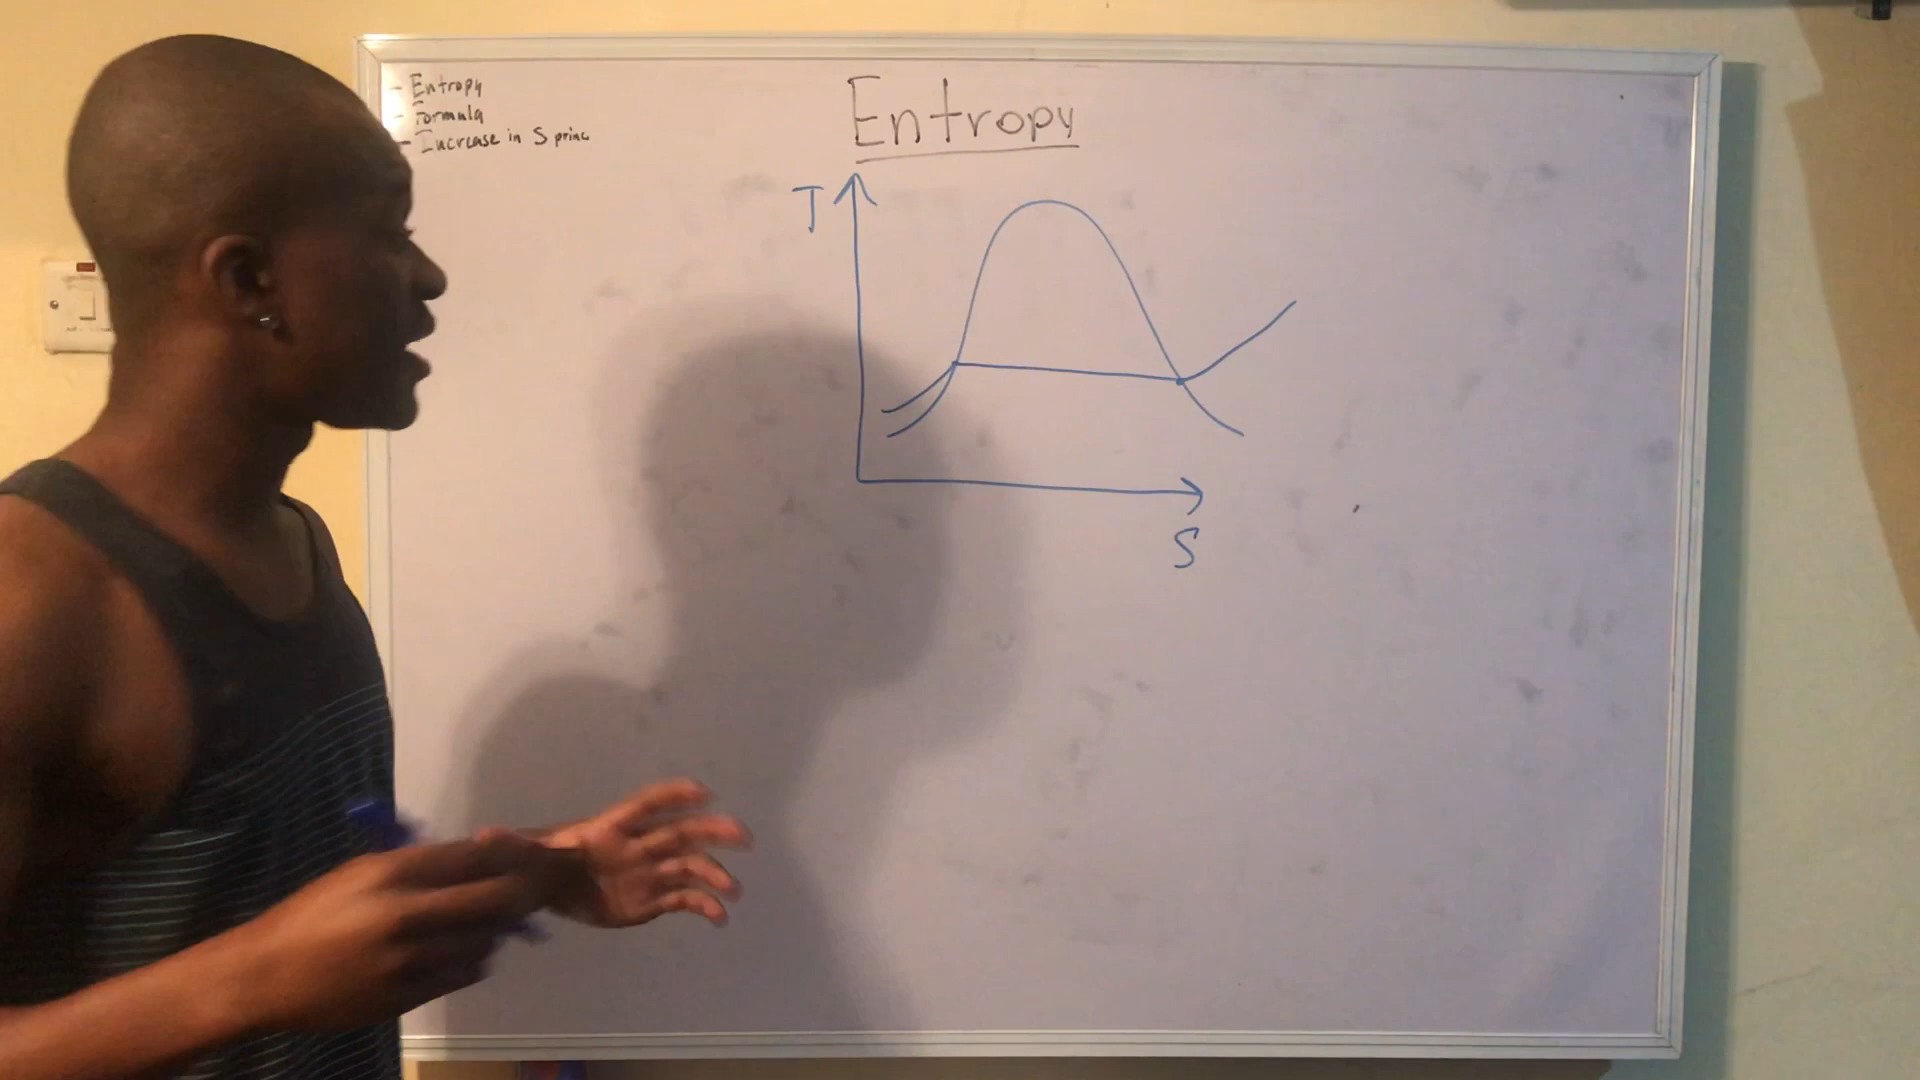 - Entropy
- Formula
- Increase in S princ
Entropy
T
S